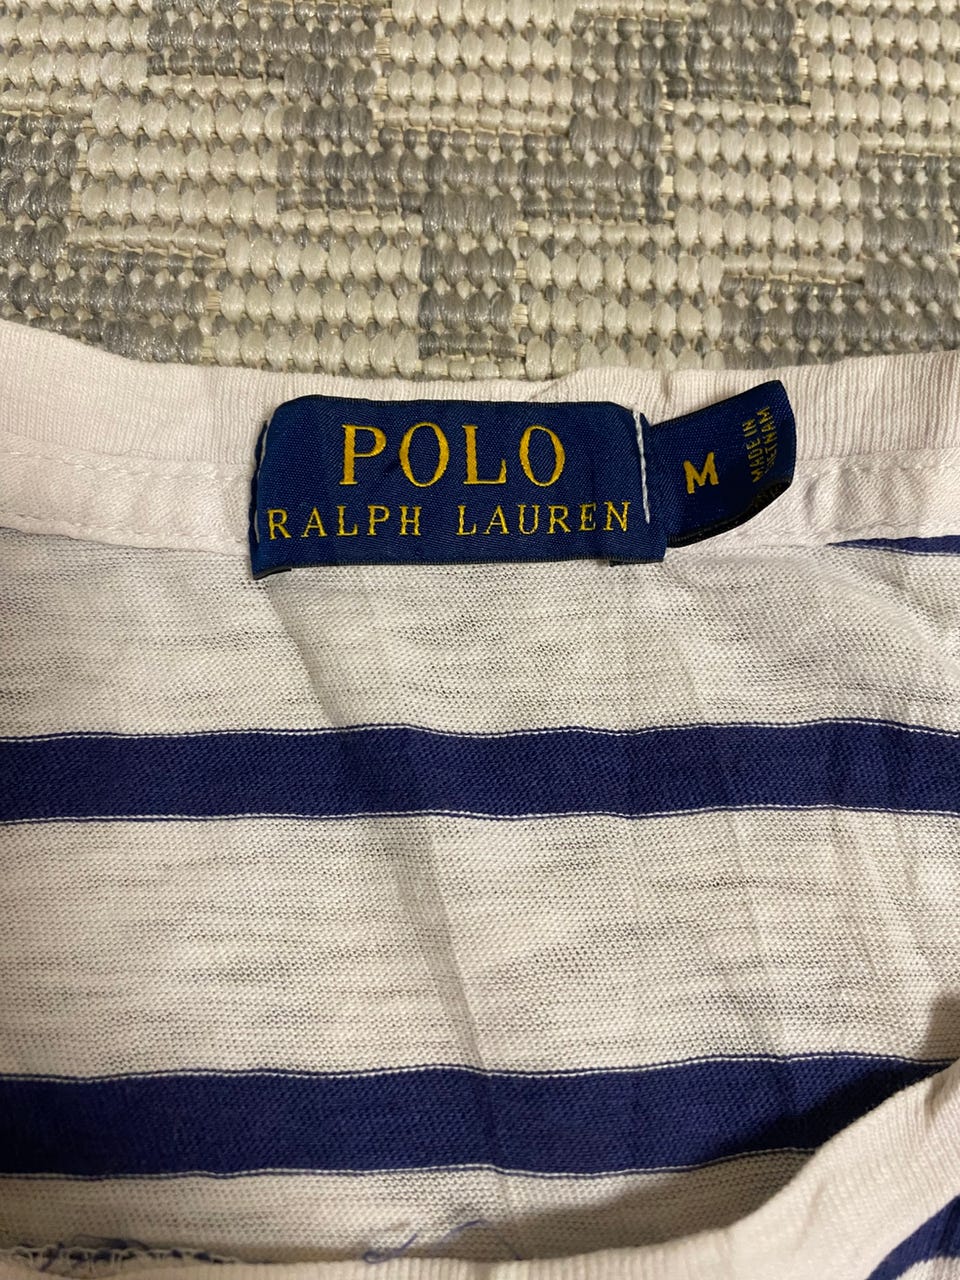 POLO
RALPH LAUREN
M
MADE IN
VIETNAM